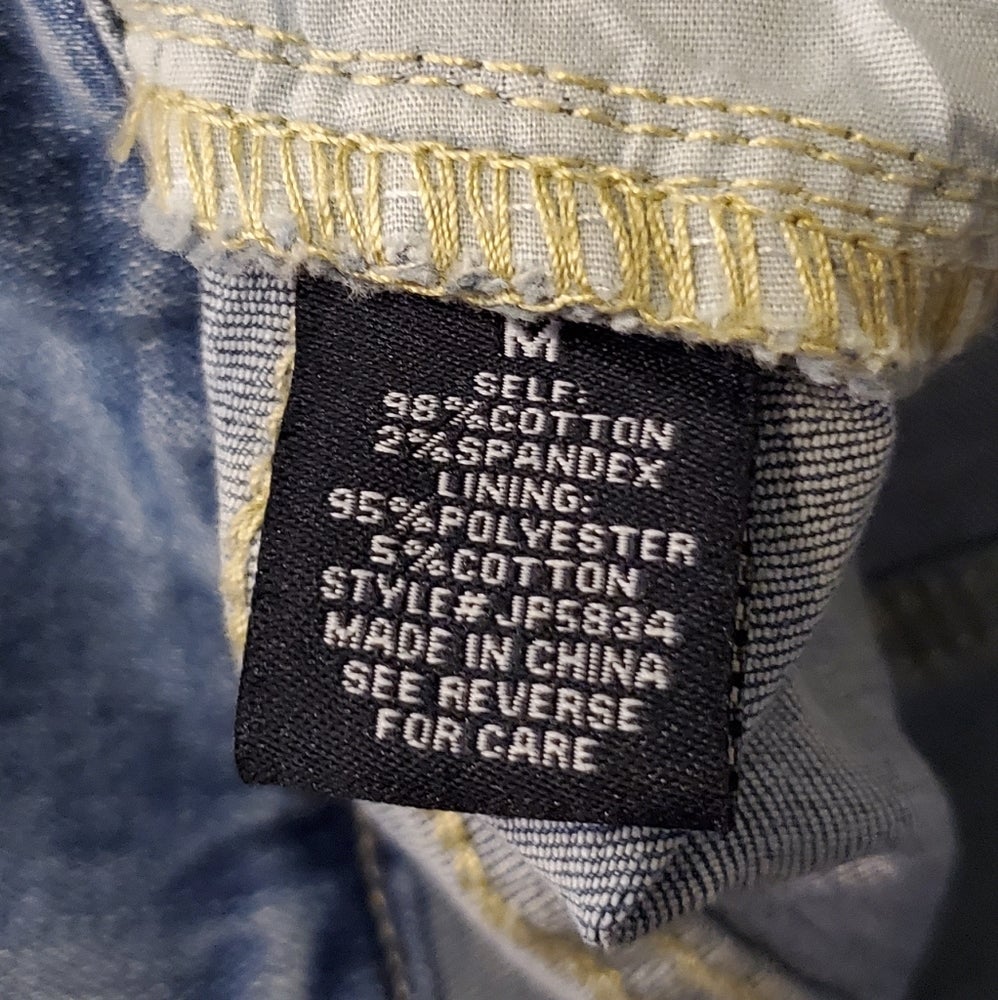 M
SELF:
98%COTTON
2%SPANDEX
LINING:
95%POLYESTER
5%COTTON
STYLE# JP5834
MADE IN CHINA
SEE REVERSE
FOR CARE